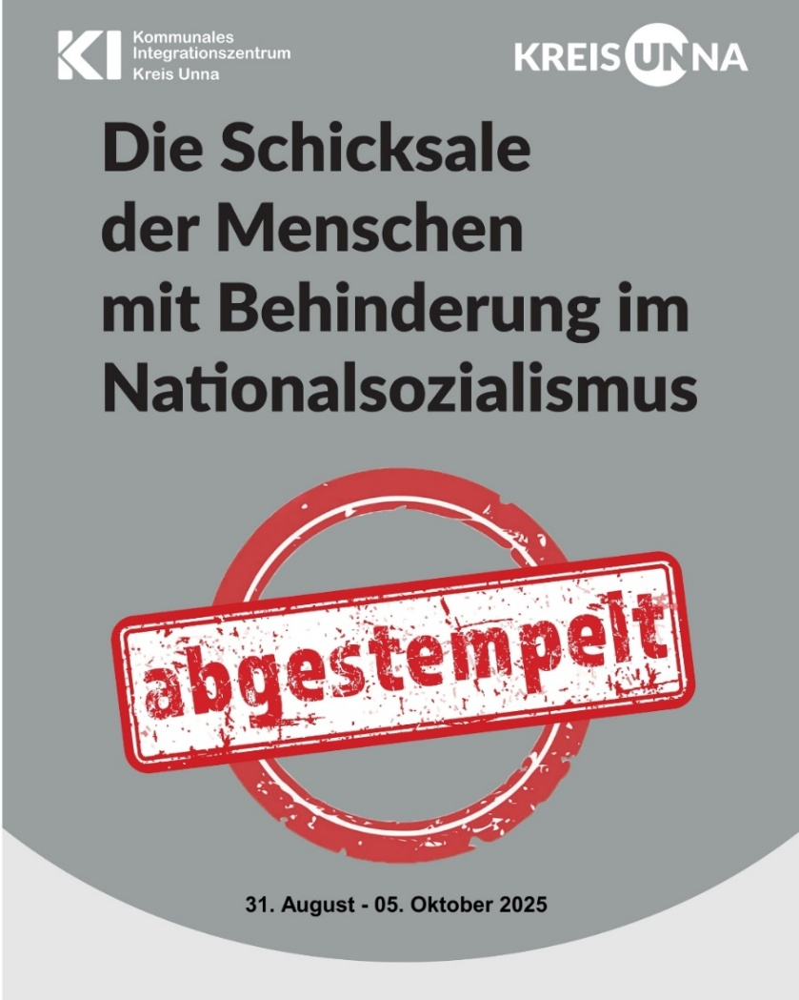 KI Kommunales
Integrationszentrum
Kreis Unna
KREIS UNNA
Die Schicksale
der Menschen
mit Behinderung im
Nationalsozialismus
abgestempelt
31. August - 05. Oktober 2025